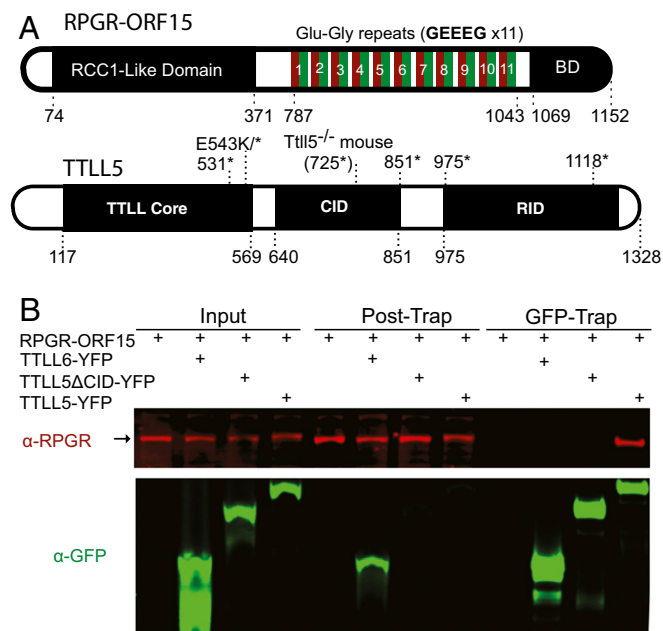 A
RPGR-ORF15
Glu-Gly repeats (GEEEG x11)
RCC1-Like Domain
1 2 3 4 5 6 7 8 9 10 11
BD
74 371 787 1043 1069 1152
TTLL5
E543K/*
531*
Ttll5-/- mouse
(725*)
851* 975* 1118*
TTLL Core
CID
RID
117 569 640 851 975 1328
B
Input Post-Trap GFP-Trap
RPGR-ORF15 + + + + + + + + + + + +
TTLL6-YFP + + +
TTLL5ΔCID-YFP + + +
TTLL5-YFP + + +
α-RPGR →
α-GFP